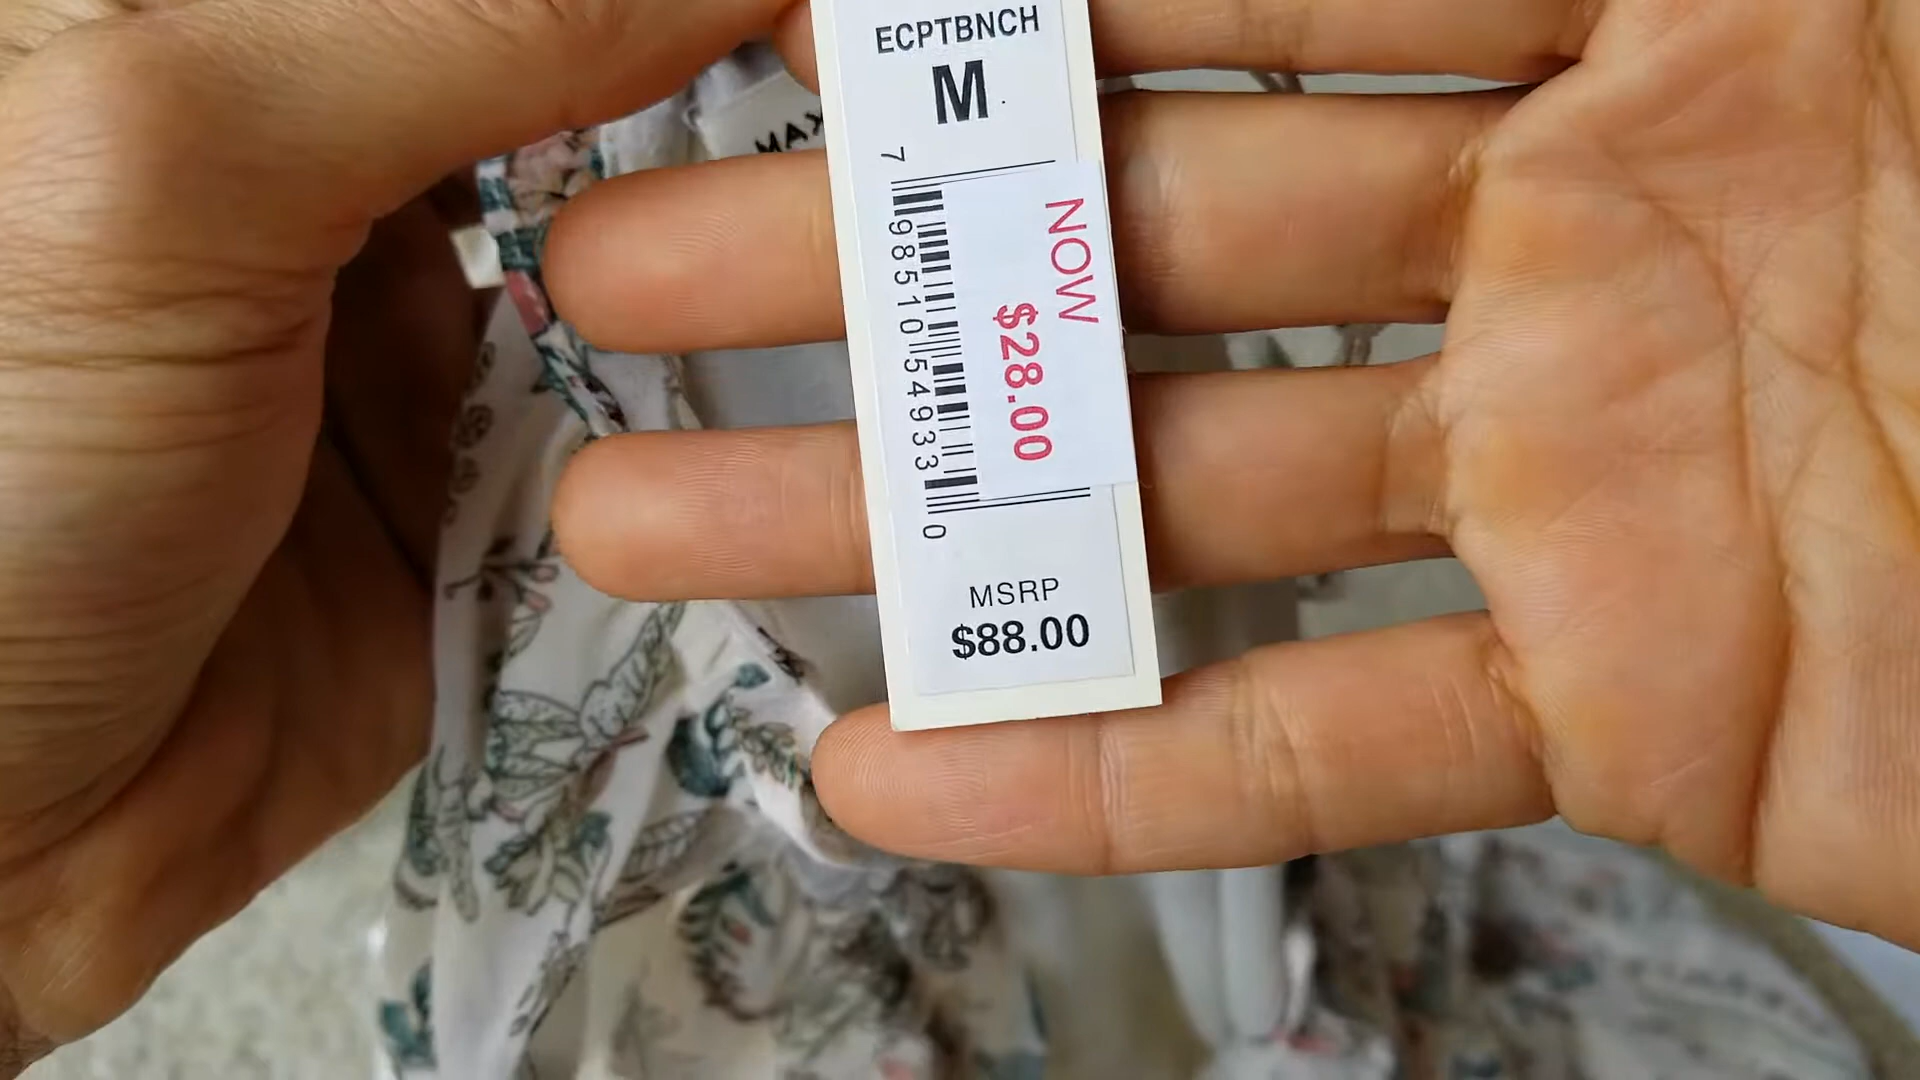 ECPTBNCH
M
7 98510 54933 0
NOW
$28.00
MSRP
$88.00